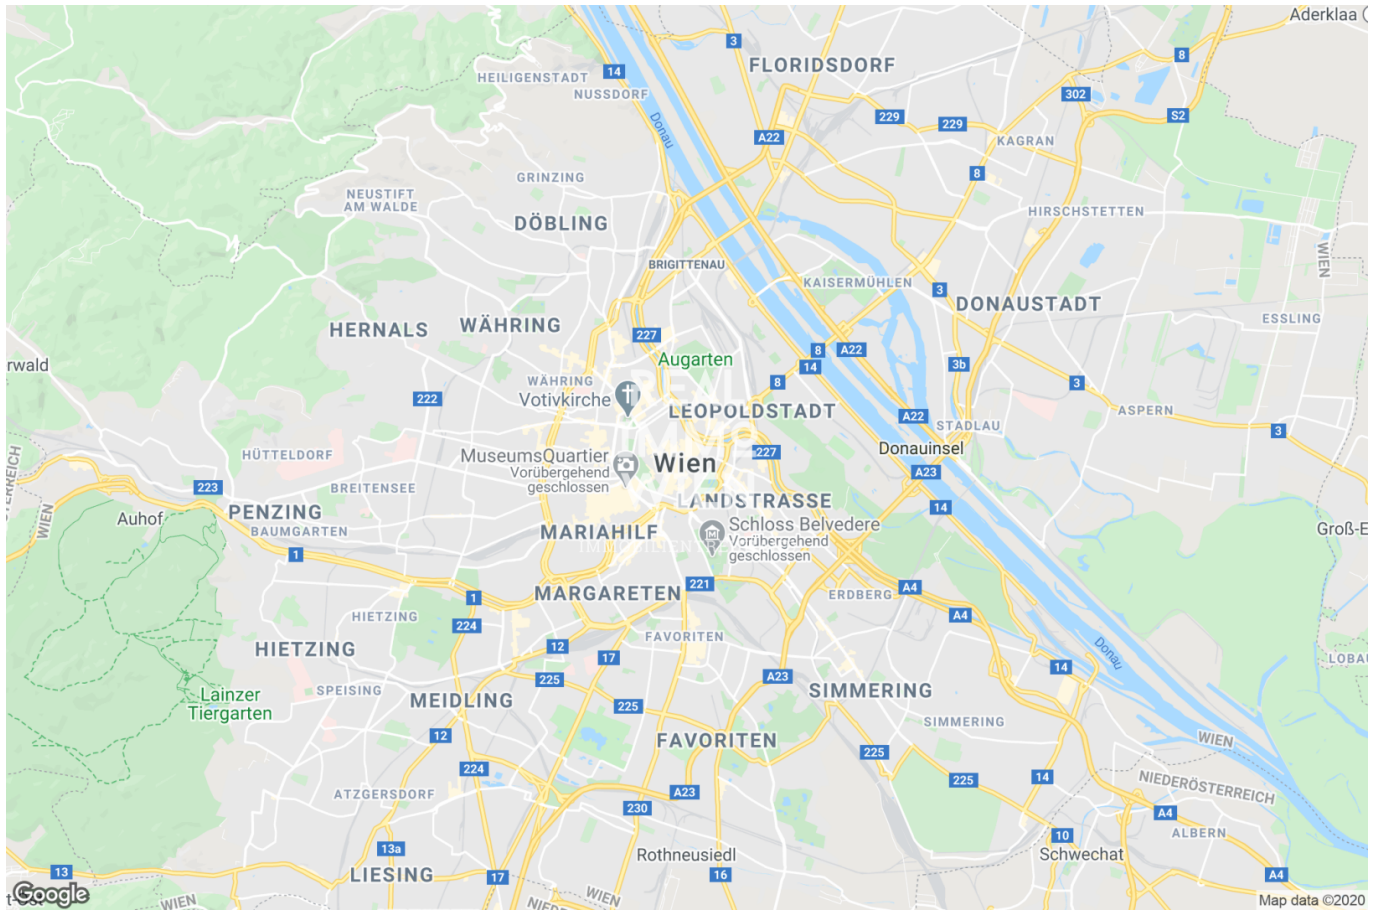 Aderklaa
3
8
FLORIDSDORF
14
HEILIGENSTADT
NUSSDORF
302
S2
229
229
Donau
A22
KAGRAN
8
GRINZING
NEUSTIFT
AM WALDE
HIRSCHSTETTEN
DÖBLING
WIEN
BRIGITTENAU
KAISERMÜHLEN
3
DONAUSTADT
ESSLING
HERNALS
WÄHRING
227
8
A22
Augarten
14
3b
rwald
WÄHRING
8
3
222
Votivkirche
REAL
LEOPOLDSTADT
A22
ASPERN
STADLAU
3
HÜTTELDORF
MuseumsQuartier
Vorübergehend
geschlossen
Wien
227
Donauinsel
A23
ÖSTERREICH
WIEN
223
BREITENSEE
LANDSTRASSE
14
Auhof
PENZING
BAUMGARTEN
MARIAHILF
Schloss Belvedere
Vorübergehend
geschlossen
Groß-E
1
221
A4
MARGARETEN
ERDBERG
1
A4
HIETZING
224
FAVORITEN
12
HIETZING
17
Donau
LOBAU
14
A23
225
SPEISING
Lainzer
Tiergarten
MEIDLING
SIMMERING
225
SIMMERING
12
FAVORITEN
WIEN
225
224
14
225
NIEDERÖSTERREICH
ATZGERSDORF
A23
230
A4
ALBERN
10
13a
Rothneusiedl
Schwechat
13
LIESING
17
16
A4
Google
WIEN
WIEN
Map data ©2020